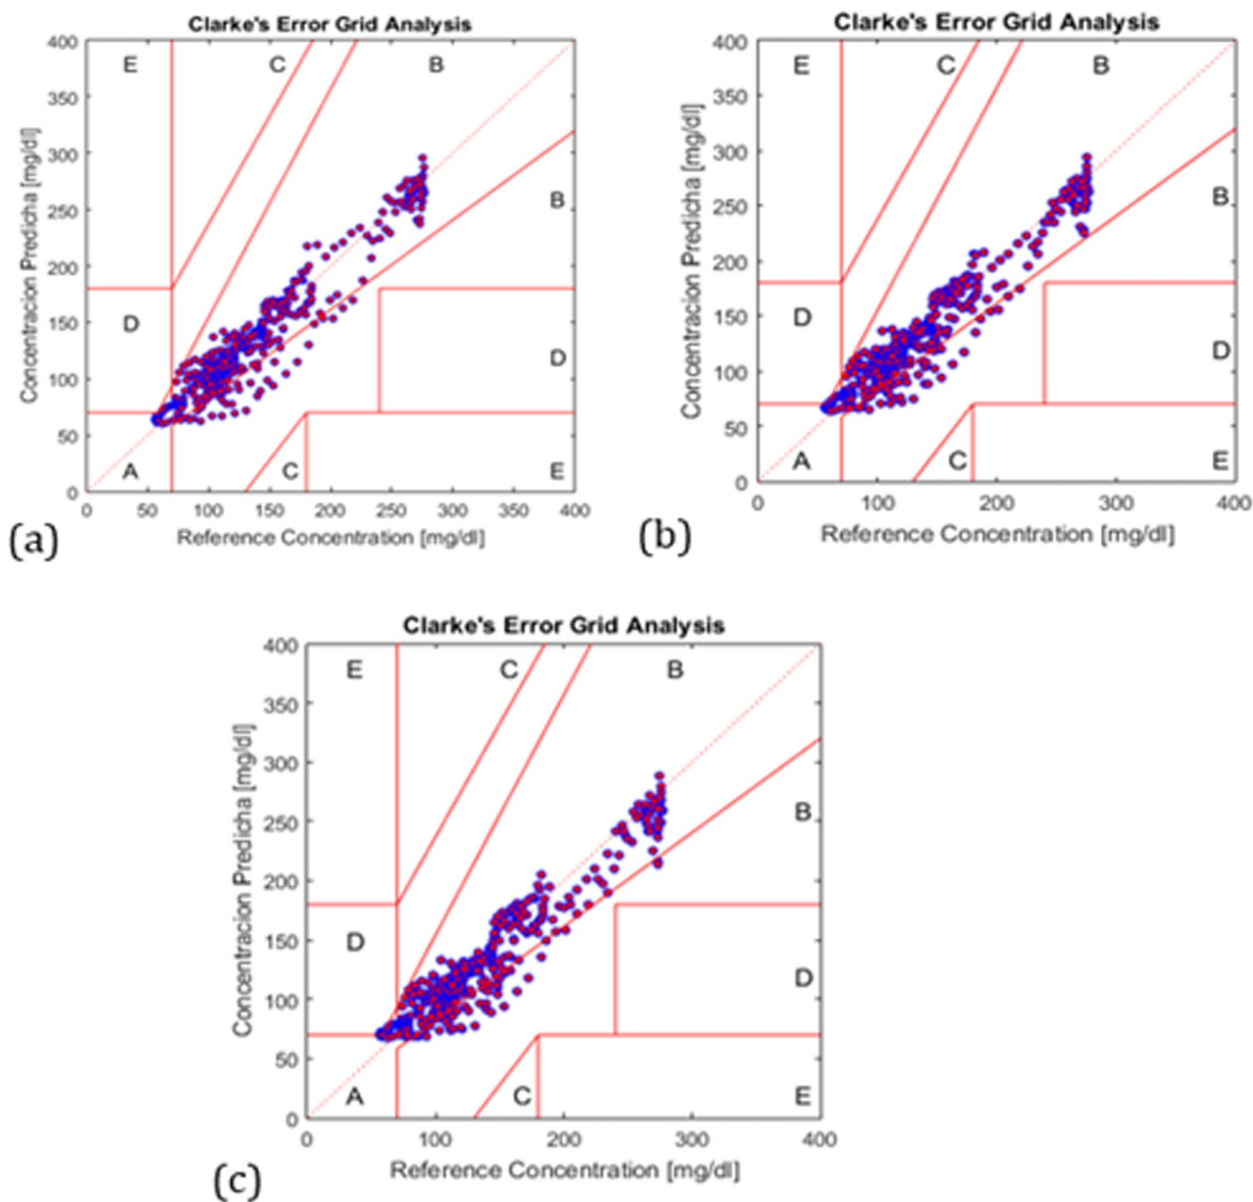 Clarke's Error Grid Analysis
400
350
300
250
200
150
100
50
0
Concentracion Predicha [mg/dl]
E
C
B
B
D
D
A
C
E
0 50 100 150 200 250 300 350 400
Reference Concentration [mg/dl]
(a)
Clarke's Error Grid Analysis
400
350
300
250
200
150
100
50
0
Concentracion Predicha [mg/dl]
E
C
B
B
D
D
A
C
E
0 100 200 300 400
Reference Concentration [mg/dl]
(b)
Clarke's Error Grid Analysis
400
350
300
250
200
150
100
50
0
Concentracion Predicha [mg/dl]
E
C
B
B
D
D
A
C
E
0 100 200 300 400
Reference Concentration [mg/dl]
(c)